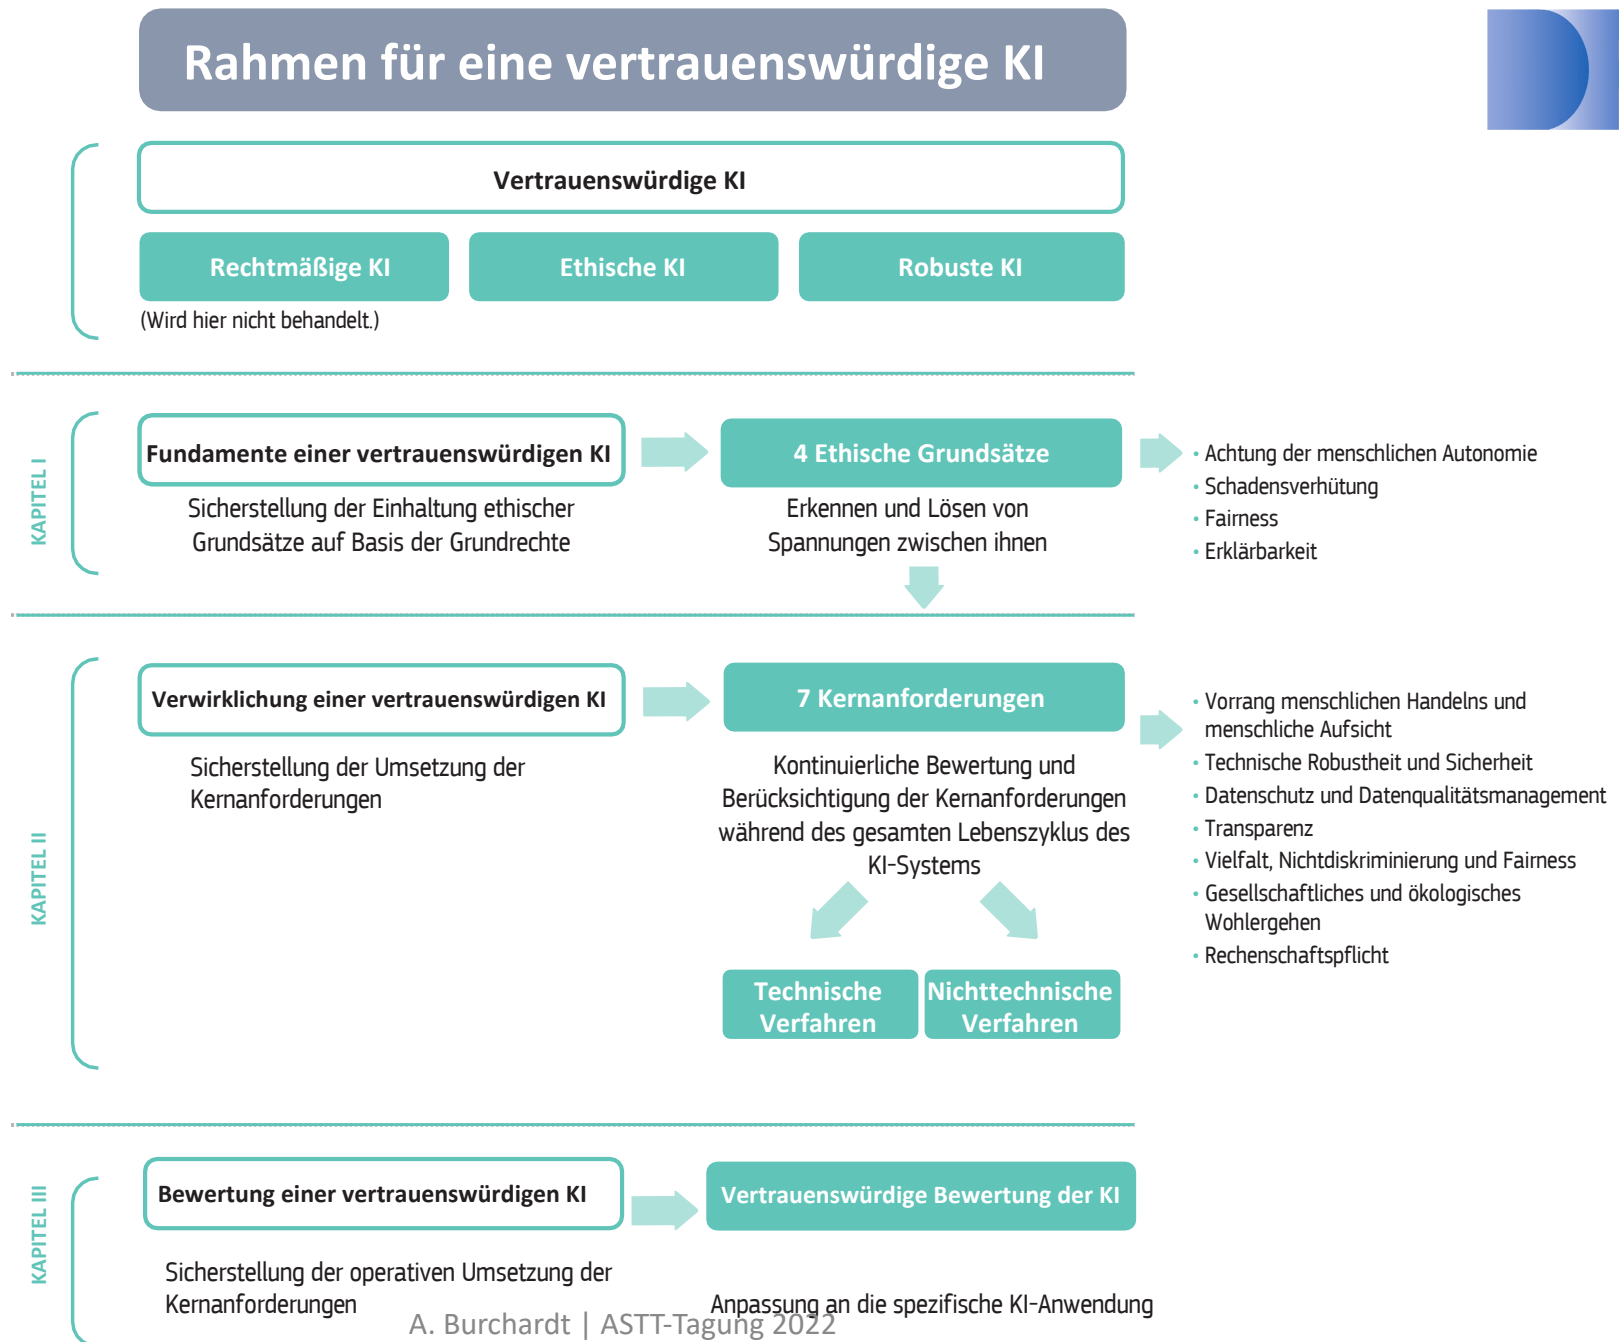 Rahmen für eine vertrauenswürdige KI
Vertrauenswürdige KI
Rechtmäßige KI
Ethische KI
Robuste KI
(Wird hier nicht behandelt.)
KAPITEL I
Fundamente einer vertrauenswürdigen KI
Sicherstellung der Einhaltung ethischer
Grundsätze auf Basis der Grundrechte
4 Ethische Grundsätze
Erkennen und Lösen von
Spannungen zwischen ihnen
• Achtung der menschlichen Autonomie
• Schadensverhütung
• Fairness
• Erklärbarkeit
KAPITEL II
Verwirklichung einer vertrauenswürdigen KI
Sicherstellung der Umsetzung der
Kernanforderungen
7 Kernanforderungen
Kontinuierliche Bewertung und
Berücksichtigung der Kernanforderungen
während des gesamten Lebenszyklus des
KI-Systems
Technische
Verfahren
Nichttechnische
Verfahren
• Vorrang menschlichen Handelns und
menschliche Aufsicht
• Technische Robustheit und Sicherheit
• Datenschutz und Datenqualitätsmanagement
• Transparenz
• Vielfalt, Nichtdiskriminierung und Fairness
• Gesellschaftliches und ökologisches
Wohlergehen
• Rechenschaftspflicht
KAPITEL III
Bewertung einer vertrauenswürdigen KI
Sicherstellung der operativen Umsetzung der
Kernanforderungen
Vertrauenswürdige Bewertung der KI
Anpassung an die spezifische KI-Anwendung
A. Burchardt | ASTT-Tagung 2022